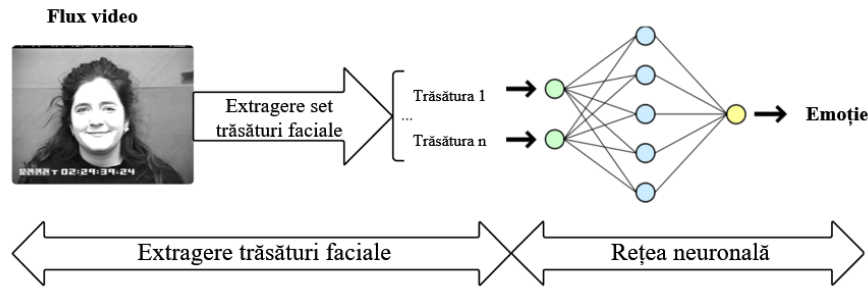 Flux video
Extragere set
trăsături faciale
Trăsătura 1
...
Trăsătura n
Emoție
Extragere trăsături faciale
Rețea neuronală